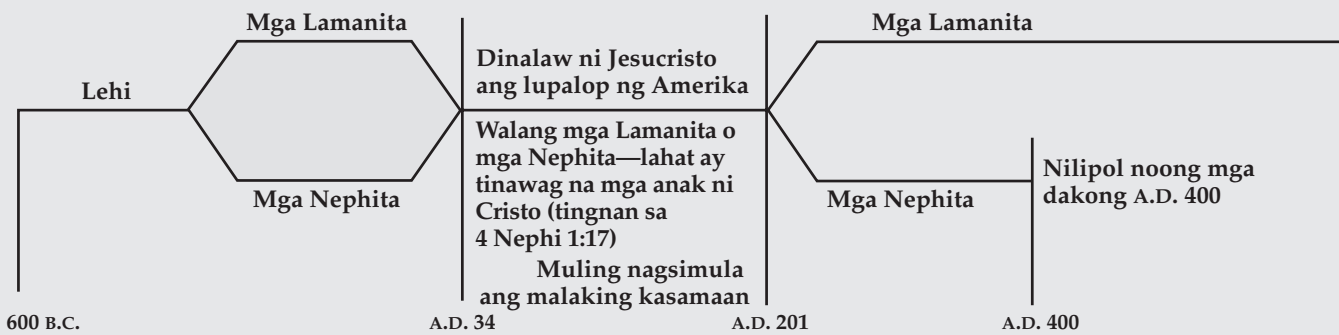 Mga Lamanita
Lehi
Mga Nephita
Dinalaw ni Jesucristo
ang lupalop ng Amerika
Walang mga Lamanita o
mga Nephita—lahat ay
tinawag na mga anak ni
Cristo (tingnan sa
4 Nephi 1:17)
Muling nagsimula
ang malaking kasamaan
Mga Lamanita
Mga Nephita
Nilipol noong mga
dakong A.D. 400
600 B.C.
A.D. 34
A.D. 201
A.D. 400